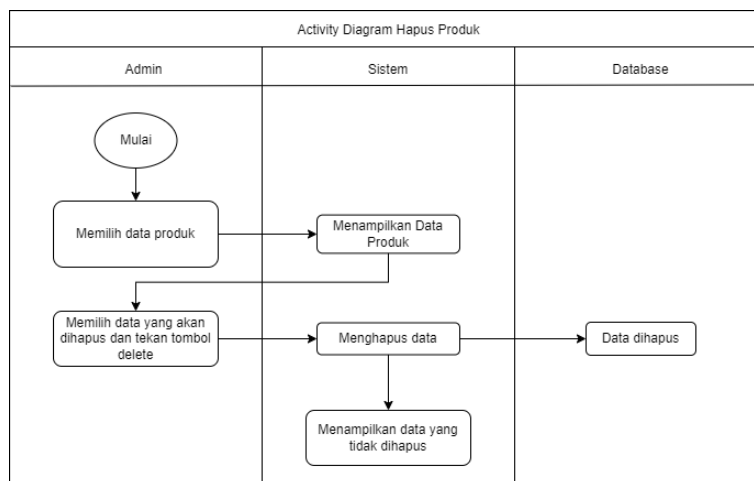 Activity Diagram Hapus Produk
Admin
Sistem
Database
Mulai
Memilih data produk
Menampilkan Data
Produk
Memilih data yang akan
dihapus dan tekan tombol
delete
Menghapus data
Data dihapus
Menampilkan data yang
tidak dihapus